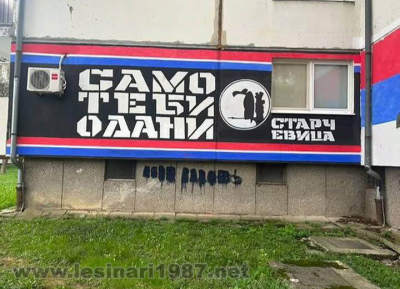 САМО
ТЕБИ
ОДАНИ
СТАРЧ
ЕВИЦА
www.lesinari1987.net